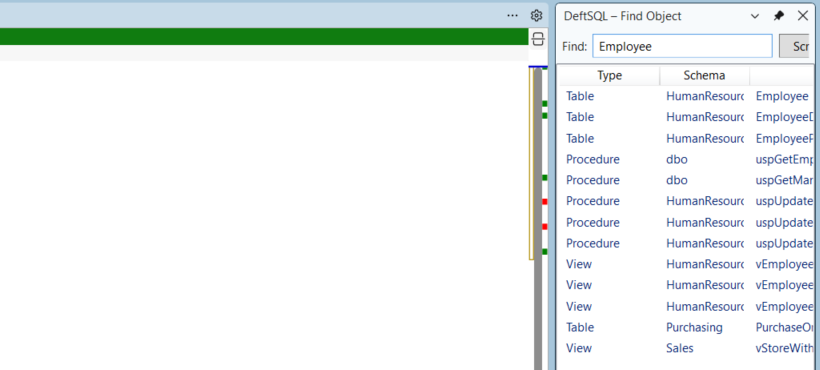 DeftSQL – Find Object
Find: Employee Scr
Type Schema
Table HumanResourc Employee
Table HumanResourc EmployeeD
Table HumanResourc EmployeeP
Procedure dbo uspGetEmp
Procedure dbo uspGetMar
Procedure HumanResourc uspUpdate
Procedure HumanResourc uspUpdate
Procedure HumanResourc uspUpdate
View HumanResourc vEmployee
View HumanResourc vEmployee
View HumanResourc vEmployee
Table Purchasing PurchaseOr
View Sales vStoreWith